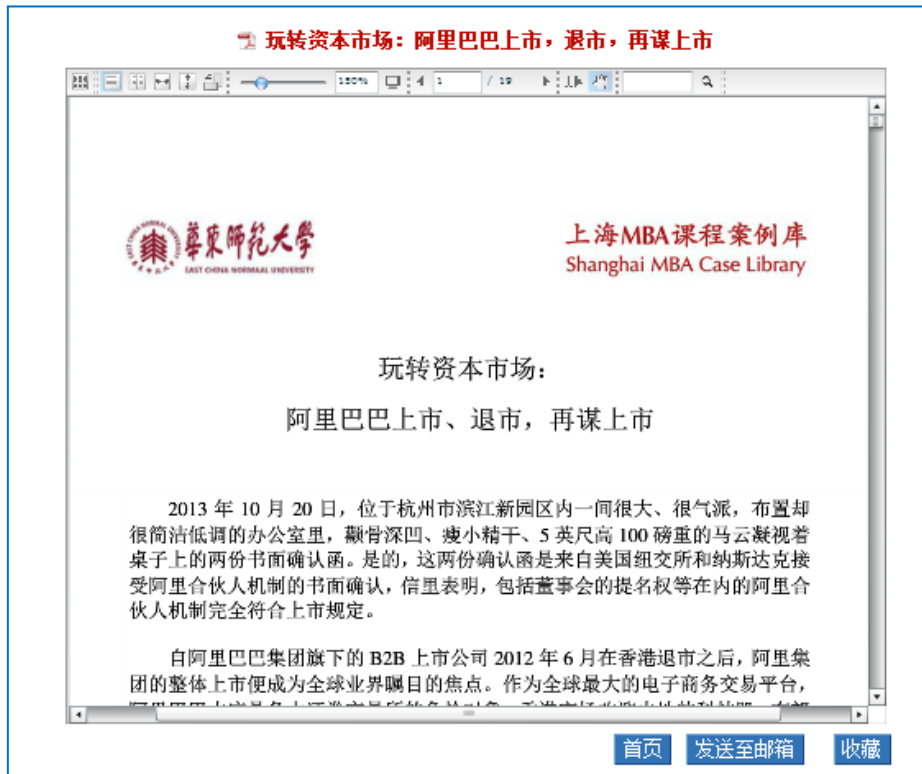 玩转资本市场：阿里巴巴上市，退市，再谋上市
150% 1 / 19
華東師範大學
EAST CHINA NORMAL UNIVERSITY
上海MBA课程案例库
Shanghai MBA Case Library
玩转资本市场：
阿里巴巴上市、退市，再谋上市
2013 年 10 月 20 日，位于杭州市滨江新园区内一间很大、很气派，布置却
很简洁低调的办公室里，颧骨深凹、瘦小精干、5 英尺高 100 磅重的马云凝视着
桌子上的两份书面确认函。是的，这两份确认函是来自美国纽交所和纳斯达克接
受阿里合伙人机制的书面确认，信里表明，包括董事会的提名权等在内的阿里合
伙人机制完全符合上市规定。
自阿里巴巴集团旗下的 B2B 上市公司 2012 年 6 月在香港退市之后，阿里集
团的整体上市便成为全球业界瞩目的焦点。作为全球最大的电子商务交易平台，
首页 发送至邮箱 收藏